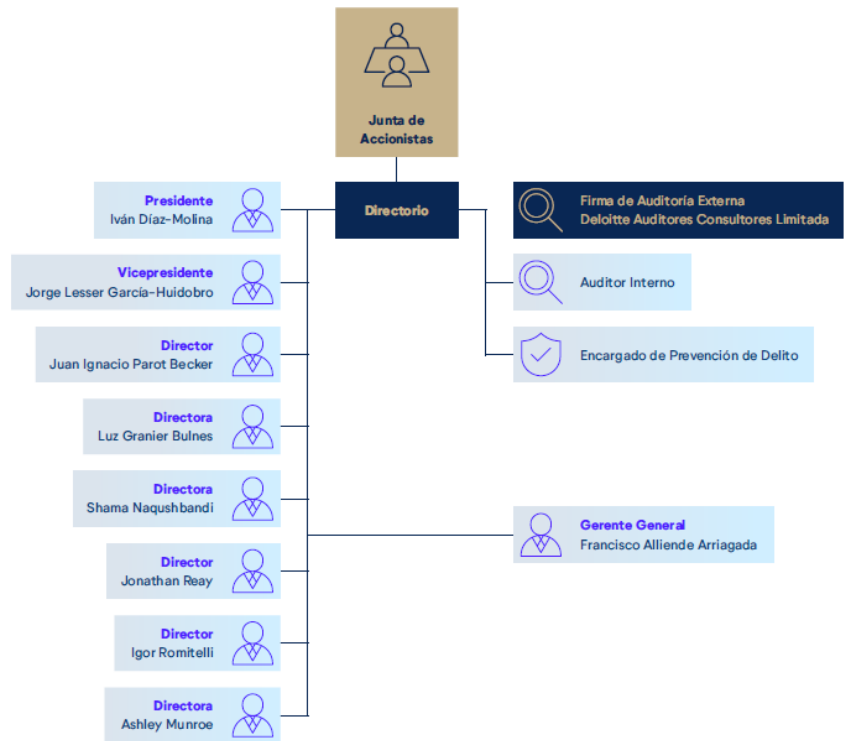 Junta de
Accionistas
Directorio
Presidente
Iván Díaz-Molina
Vicepresidente
Jorge Lesser García-Huidobro
Director
Juan Ignacio Parot Becker
Directora
Luz Granier Bulnes
Directora
Shama Naqushbandi
Director
Jonathan Reay
Director
Igor Romitelli
Directora
Ashley Munroe
Firma de Auditoría Externa
Deloitte Auditores Consultores Limitada
Auditor Interno
Encargado de Prevención de Delito
Gerente General
Francisco Alliende Arriagada